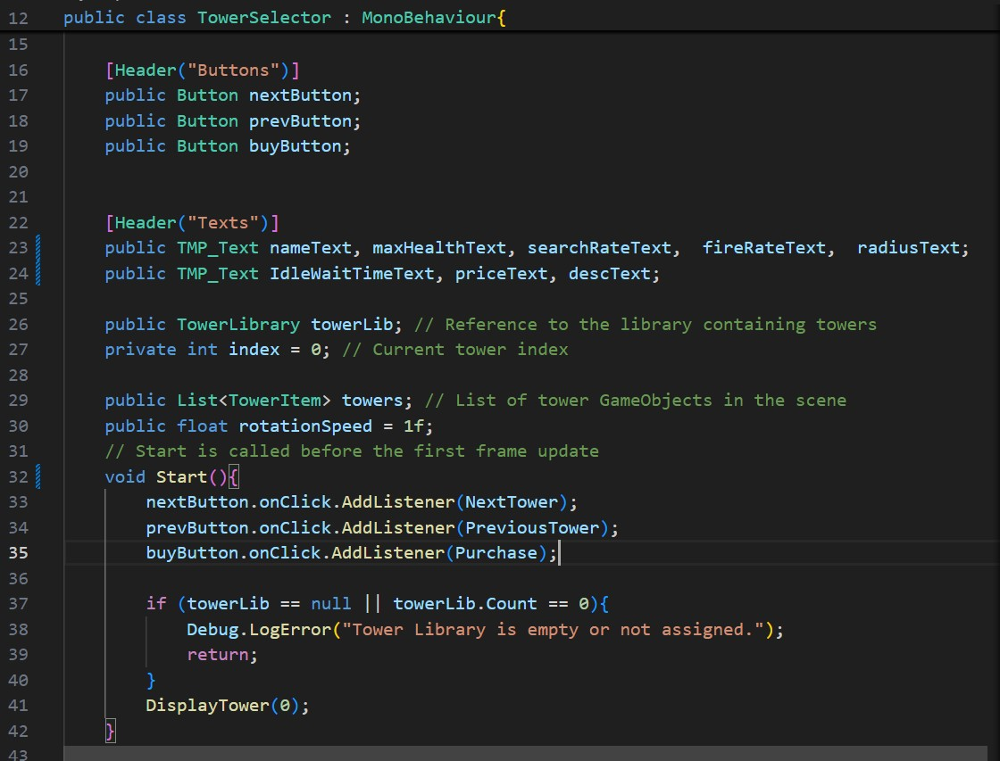 12 public class TowerSelector : MonoBehaviour{
15
16 [Header("Buttons")]
17 public Button nextButton;
18 public Button prevButton;
19 public Button buyButton;
20
21
22 [Header("Texts")]
23 public TMP_Text nameText, maxHealthText, searchRateText,  fireRateText,  radiusText;
24 public TMP_Text IdleWaitTimeText, priceText, descText;
25
26 public TowerLibrary towerLib; // Reference to the library containing towers
27 private int index = 0; // Current tower index
28
29 public List<TowerItem> towers; // List of tower GameObjects in the scene
30 public float rotationSpeed = 1f;
31 // Start is called before the first frame update
32 void Start(){
33 nextButton.onClick.AddListener(NextTower);
34 prevButton.onClick.AddListener(PreviousTower);
35 buyButton.onClick.AddListener(Purchase);
36
37 if (towerLib == null || towerLib.Count == 0){
38 Debug.LogError("Tower Library is empty or not assigned.");
39 return;
40 }
41 DisplayTower(0);
42 }
43